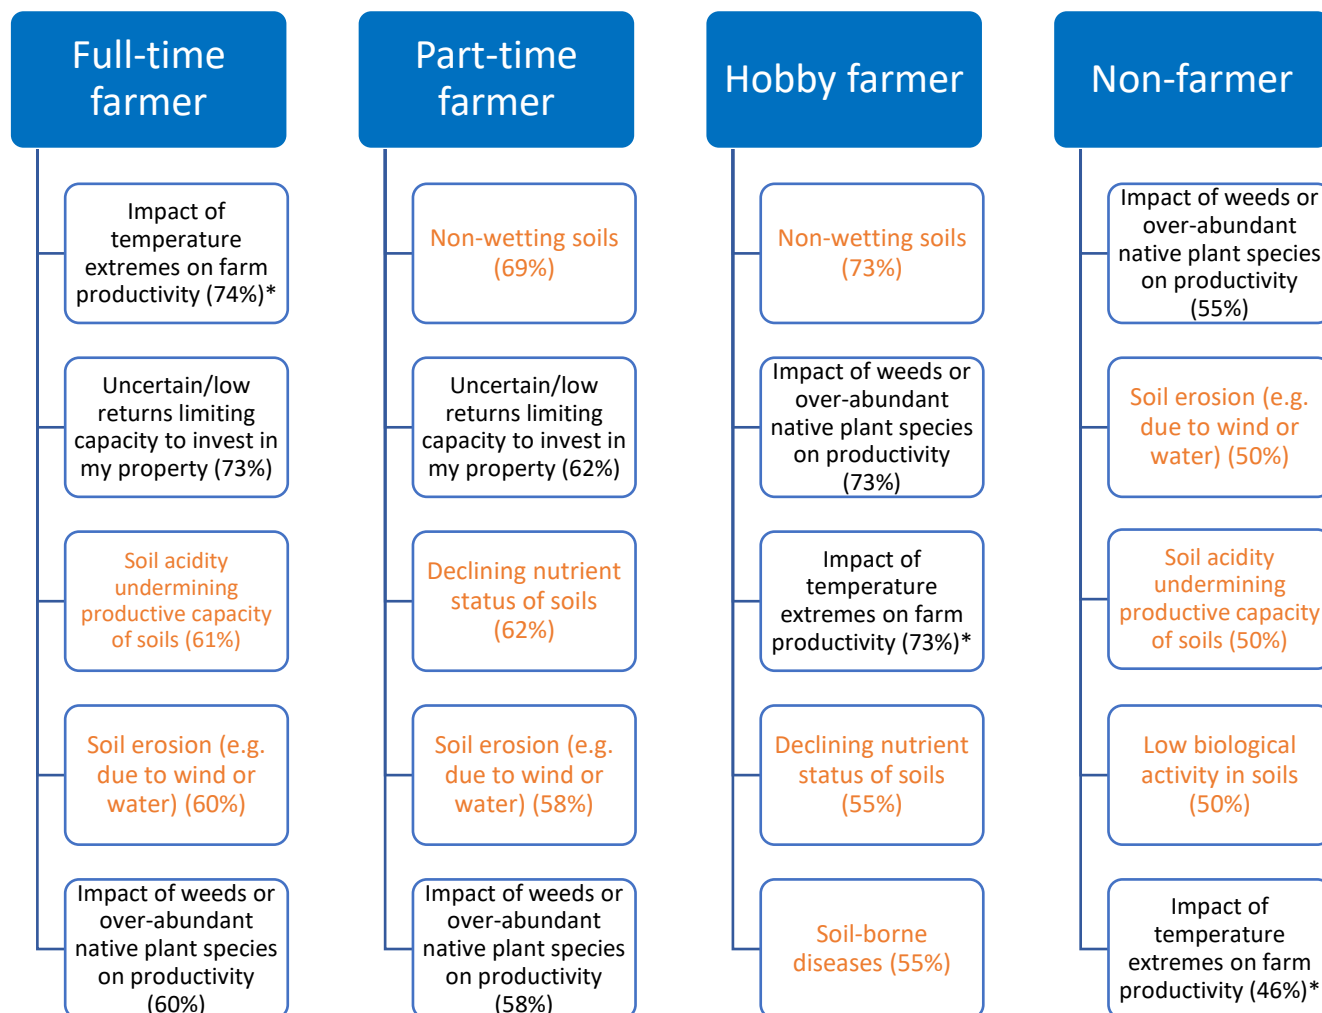 Full-time
farmer
Impact of
temperature
extremes on farm
productivity (74%)*
Uncertain/low
returns limiting
capacity to invest in
my property (73%)
Soil acidity
undermining
productive capacity
of soils (61%)
Soil erosion (e.g.
due to wind or
water) (60%)
Impact of weeds or
over-abundant
native plant species
on productivity
(60%)
Part-time
farmer
Non-wetting soils
(69%)
Uncertain/low
returns limiting
capacity to invest in
my property (62%)
Declining nutrient
status of soils
(62%)
Soil erosion (e.g.
due to wind or
water) (58%)
Impact of weeds or
over-abundant
native plant species
on productivity
(58%)
Hobby farmer
Non-wetting soils
(73%)
Impact of weeds or
over-abundant
native plant species
on productivity
(73%)
Impact of
temperature
extremes on farm
productivity (73%)*
Declining nutrient
status of soils
(55%)
Soil-borne
diseases (55%)
Non-farmer
Impact of weeds or
over-abundant
native plant species
on productivity
(55%)
Soil erosion (e.g.
due to wind or
water) (50%)
Soil acidity
undermining
productive capacity
of soils (50%)
Low biological
activity in soils
(50%)
Impact of
temperature
extremes on farm
productivity (46%)*